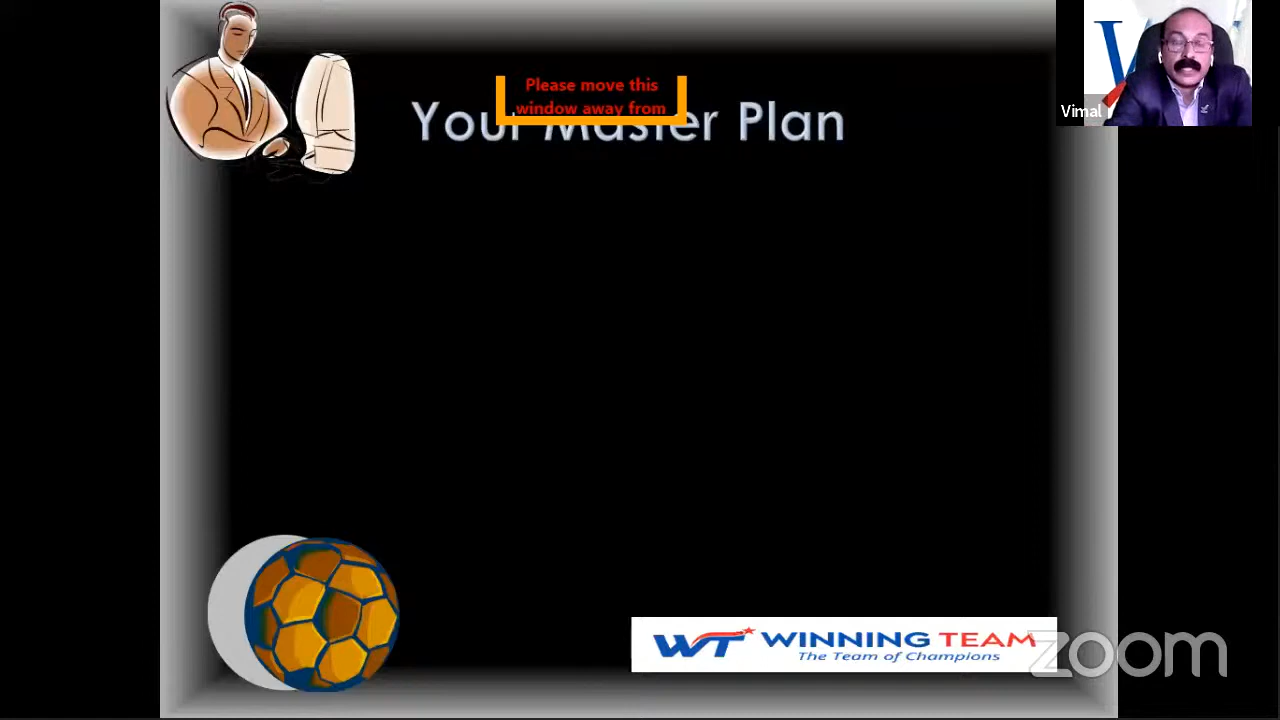 Please move this
window away from
Your Master Plan
Vimal
WT WINNING TEAM
The Team of Champions
zoom